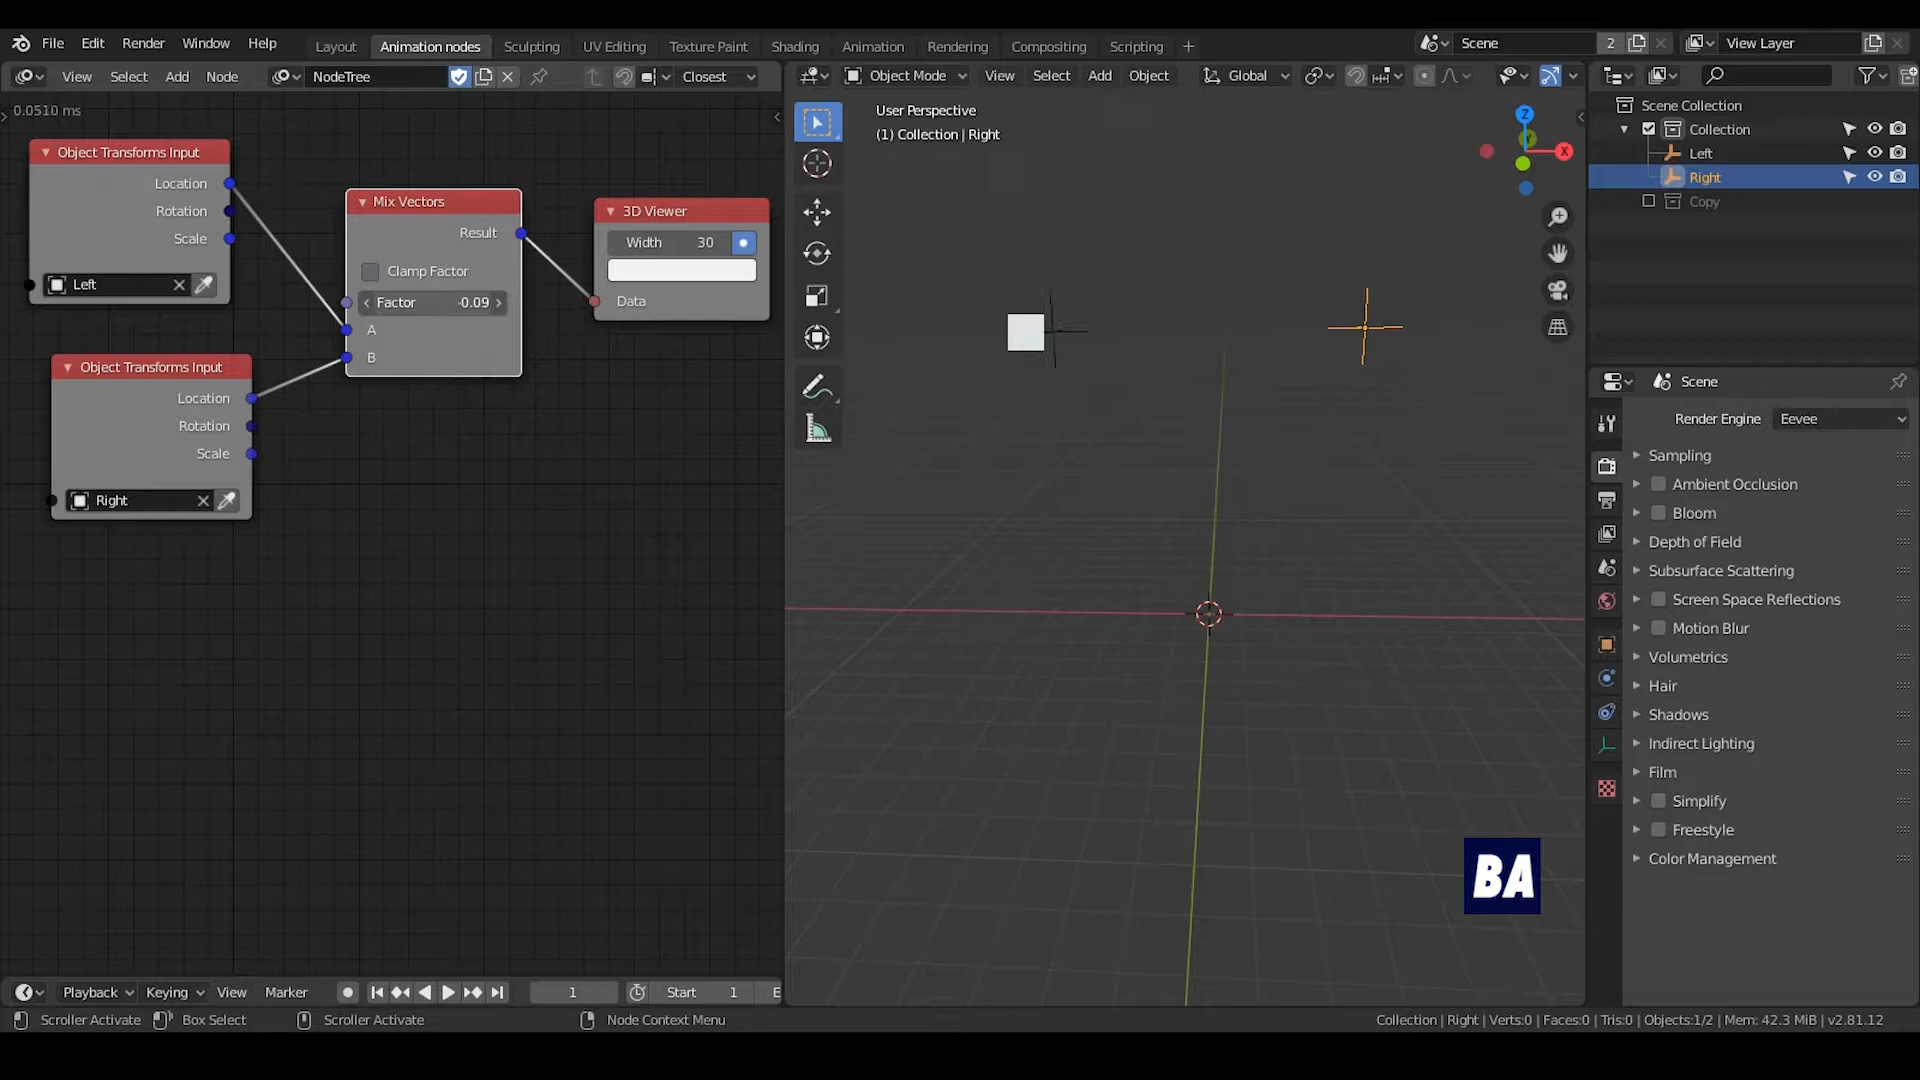 File Edit Render Window Help Layout Animation nodes Sculpting UV Editing Texture Paint Shading Animation Rendering Compositing Scripting + Scene 2 View Layer
View Select Add Node NodeTree Closest Object Mode View Select Add Object Global
0.0510 ms
User Perspective
(1) Collection | Right
Object Transforms Input
Location
Rotation
Scale
Left
Object Transforms Input
Location
Rotation
Scale
Right
Mix Vectors
Result
Clamp Factor
Factor -0.09
A
B
3D Viewer
Width 30
Data
Z
X
Scene Collection
Collection
Left
Right
Copy
Scene
Render Engine Eevee
Sampling
Ambient Occlusion
Bloom
Depth of Field
Subsurface Scattering
Screen Space Reflections
Motion Blur
Volumetrics
Hair
Shadows
Indirect Lighting
Film
Simplify
Freestyle
Color Management
BA
Playback Keying View Marker 1 Start 1 E
Scroller Activate Box Select Scroller Activate Node Context Menu Collection | Right | Verts:0 | Faces:0 | Tris:0 | Objects:1/2 | Mem: 42.3 MiB | v2.81.12